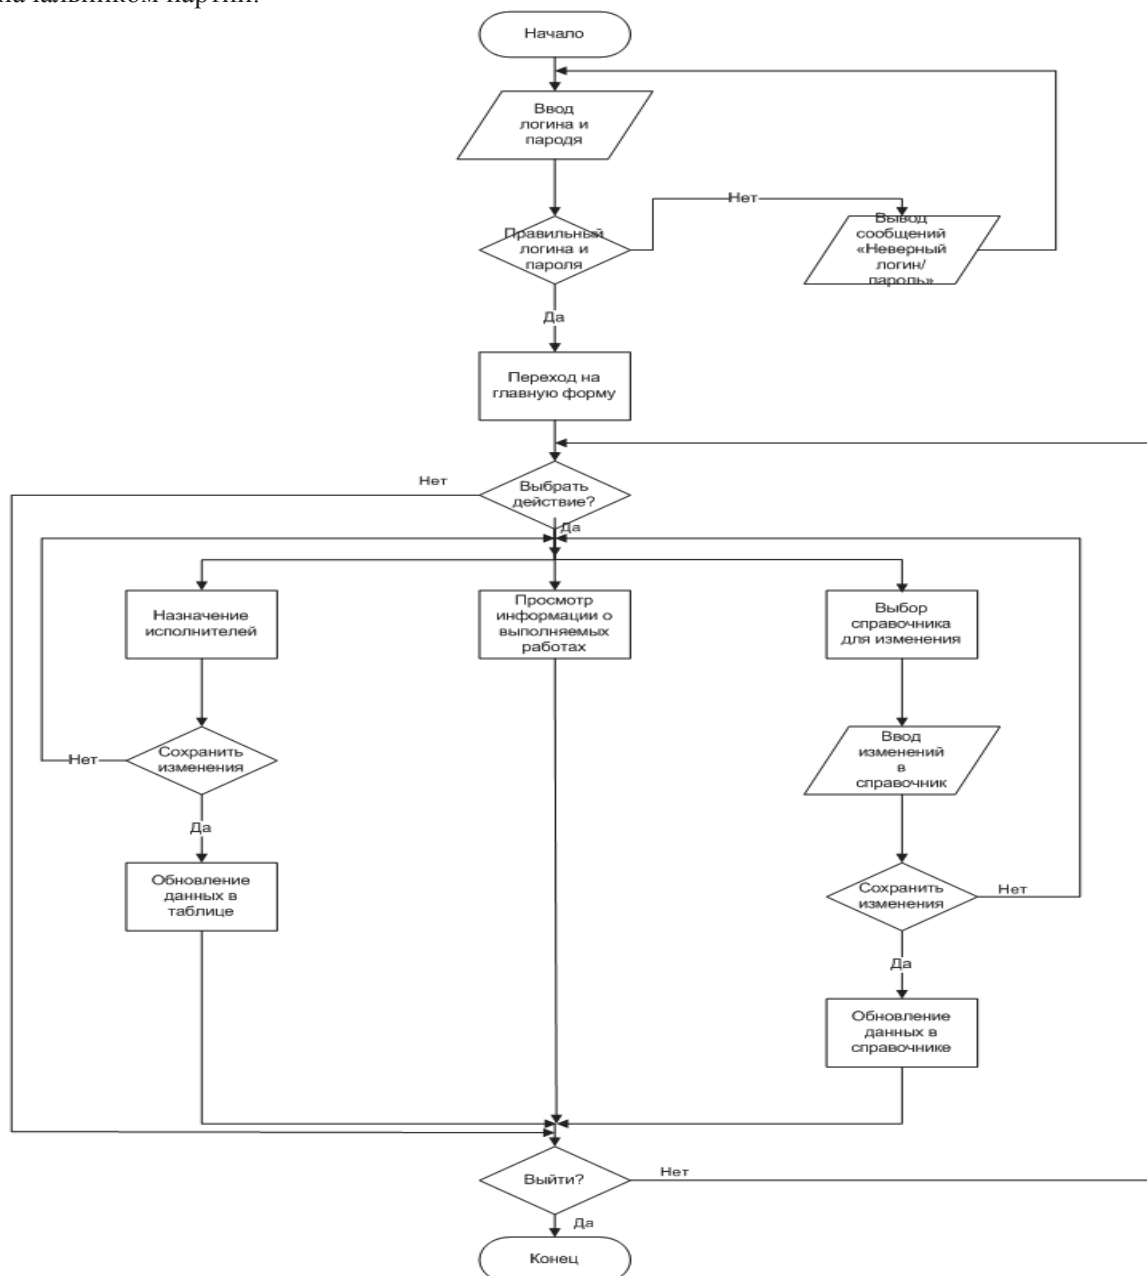 начальником партии.
Начало
Ввод
логина и
пародя
Нет
Правильный
логина и
пароля
Вывод
сообщений
«Неверный
логин/
пароль»
Да
Переход на
главную форму
Нет
Выбрать
действие?
Да
Назначение
исполнителей
Просмотр
информации о
выполняемых
работах
Выбор
справочника
для изменения
Нет
Сохранить
изменения
Ввод
изменений
в
справочник
Да
Обновление
данных в
таблице
Сохранить
изменения
Нет
Да
Обновление
данных в
справочнике
Выйти?
Нет
Да
Конец